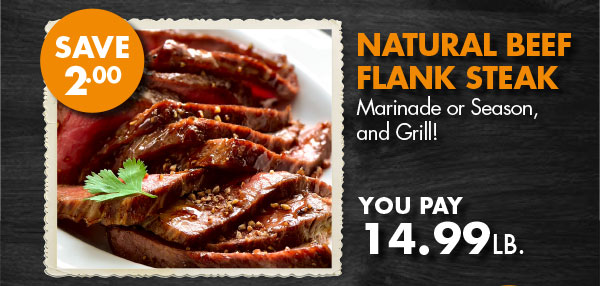 SAVE
2.00
NATURAL BEEF
FLANK STEAK
Marinade or Season,
and Grill!
YOU PAY
14.99LB.